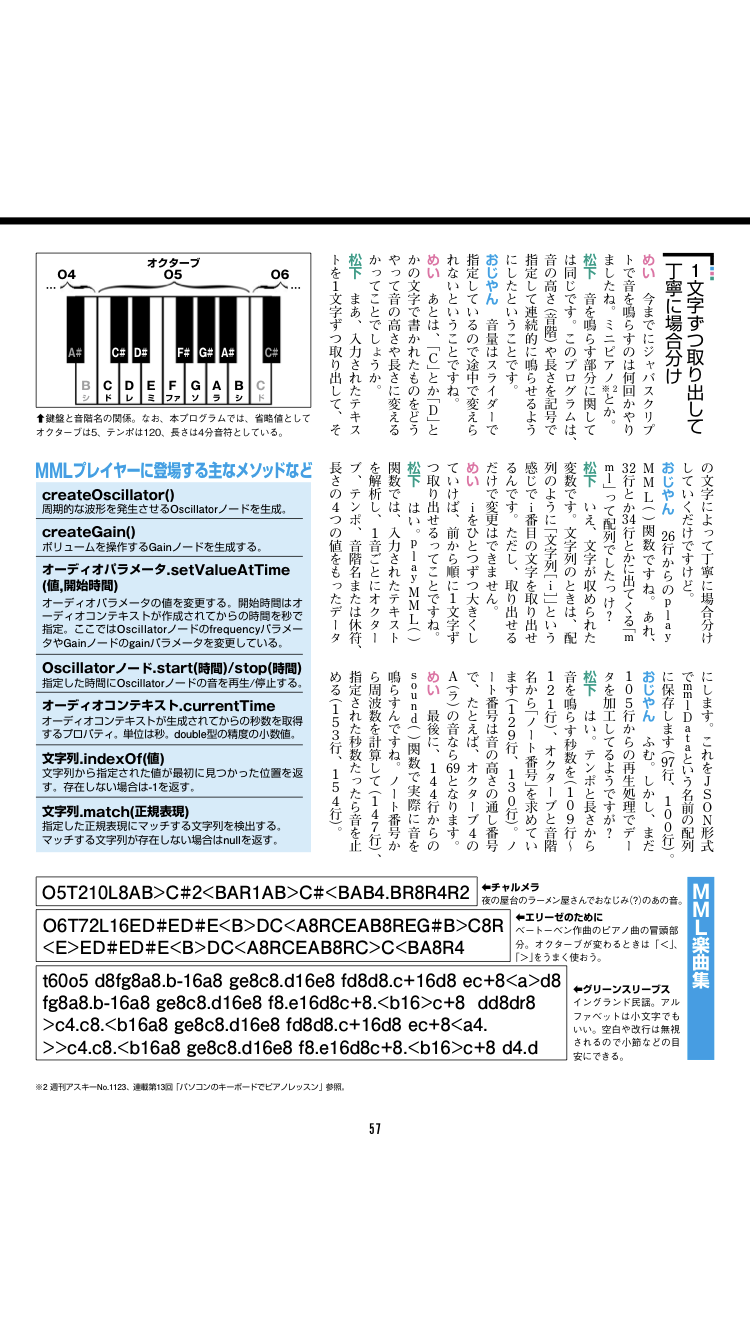 1文字ずつ取り出して
丁寧に場合分け
めい　今までにジャバスクリプ
トで音を鳴らすのは何回かやり
ましたね。ミニピアノ※2とか。
松下　音を鳴らす部分に関して
は同じです。このプログラムは、
音の高さ(音階)や長さを記号で
指定して連続的に鳴らせるよう
にしたということです。
おじやん　音量はスライダーで
指定しているので途中で変えら
れないということですね。
めい　あとは、「C」とか「D」と
かの文字で書かれたものをどう
やって音の高さや長さに変える
かってことでしょうか。
松下　まあ、入力されたテキス
トを1文字ずつ取り出して、そ
の文字によって丁寧に場合分け
していくだけですけど。
おじやん　26行からのplay
MML()関数ですね。あれ、
32行とか34行とかに出てくる「m
ml」って配列でしたっけ?
松下　いえ、文字が収められた
変数です。文字列のときは、配
列のように「文字列[i]」という
感じでi番目の文字を取り出せ
るんです。ただし、取り出せる
だけで変更はできません。
めい　iをひとつずつ大きくし
ていけば、前から順に1文字ず
つ取り出せるってことですね。
松下　はい。playMML()
関数では、入力されたテキスト
を解析し、1音ごとにオクター
ブ、テンポ、音階名または休符、
長さの4つの値をもったデータ
にします。これをJSON形式
でmmlDataという名前の配列
に保存します(97行、100行)。
おじやん　ふむ。しかし、まだ
105行からの再生処理でデー
タを加工してるようですが?
松下　はい。テンポと長さから
音を鳴らす秒数を(109行〜
121行)、オクターブと音階
名から「ノート番号」を求めてい
ます(129行、130行)。ノ
ート番号は音の高さの通し番号
で、たとえば、オクターブ4の
A(ラ)の音なら69となります。
めい　最後に、144行からの
sound()関数で実際に音を
鳴らすんですね。ノート番号か
ら周波数を計算して(147行)、
指定された秒数たったら音を止
める(153行、154行)。
オクターブ
O4 O5 O6
… …
A# C# D# F# G# A# C#
B C D E F G A B C
シ ド レ ミ ファ ソ ラ シ ド
⬆鍵盤と音階名の関係。なお、本プログラムでは、省略値として
オクターブは5、テンポは120、長さは4分音符としている。
MMLプレイヤーに登場する主なメソッドなど
createOscillator()
周期的な波形を発生させるOscillatorノードを生成。
createGain()
ボリュームを操作するGainノードを生成する。
オーディオパラメータ.setValueAtTime
(値,開始時間)
オーディオパラメータの値を変更する。開始時間はオ
ーディオコンテキストが作成されてからの時間を秒で
指定。ここではOscillatorノードのfrequencyパラメー
タやGainノードのgainパラメータを変更している。
Oscillatorノード.start(時間)/stop(時間)
指定した時間にOscillatorノードの音を再生/停止する。
オーディオコンテキスト.currentTime
オーディオコンテキストが生成されてからの秒数を取得
するプロパティ。単位は秒。double型の精度の小数値。
文字列.indexOf(値)
文字列から指定された値が最初に見つかった位置を返
す。存在しない場合は-1を返す。
文字列.match(正規表現)
指定した正規表現にマッチする文字列を検出する。
マッチする文字列が存在しない場合はnullを返す。
MML楽曲集
O5T210L8AB>C#2<BAR1AB>C#<BAB4.BR8R4R2
⬅チャルメラ
夜の屋台のラーメン屋さんでおなじみ(?)のあの音。
O6T72L16ED#ED#E<B>DC<A8RCEAB8REG#B>C8R
<E>ED#ED#E<B>DC<A8RCEAB8RC>C<BA8R4
⬅エリーゼのために
ベートーベン作曲のピアノ曲の冒頭部
分。オクターブが変わるときは「<」、
「>」をうまく使おう。
t60o5 d8fg8a8.b-16a8 ge8c8.d16e8 fd8d8.c+16d8 ec+8<a>d8
fg8a8.b-16a8 ge8c8.d16e8 f8.e16d8c+8.<b16>c+8 dd8dr8
>c4.c8.<b16a8 ge8c8.d16e8 fd8d8.c+16d8 ec+8<a4.
>>c4.c8.<b16a8 ge8c8.d16e8 f8.e16d8c+8.<b16>c+8 d4.d
⬅グリーンスリーブス
イングランド民謡。アル
ファベットは小文字でも
いい。空白や改行は無視
されるので小節などの目
安にできる。
※2 週刊アスキーNo.1123、連載第13回「パソコンのキーボードでピアノレッスン」参照。
57